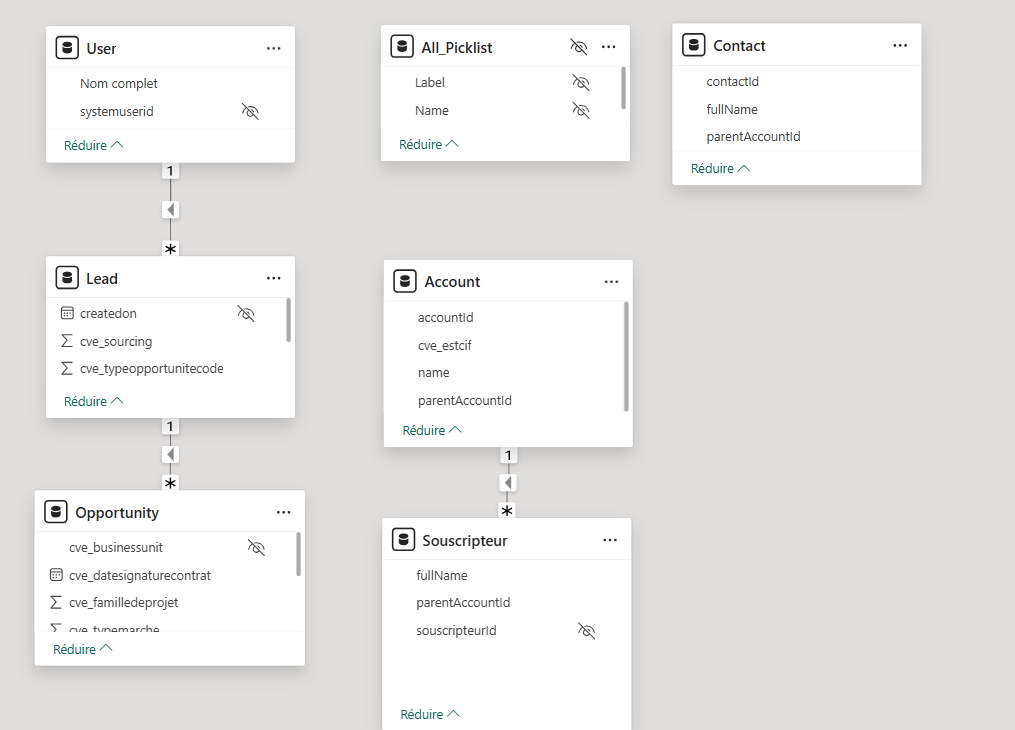 User
Nom complet
systemuserid
Réduire
1
*
Lead
createdon
cve_sourcing
cve_typeopportunitecode
Réduire
1
*
Opportunity
cve_businessunit
cve_datesignaturecontrat
cve_familledeprojet
cve_typemarche
Réduire
All_Picklist
Label
Name
Réduire
Account
accountId
cve_estcif
name
parentAccountId
Réduire
1
*
Souscripteur
fullName
parentAccountId
souscripteurId
Réduire
Contact
contactId
fullName
parentAccountId
Réduire